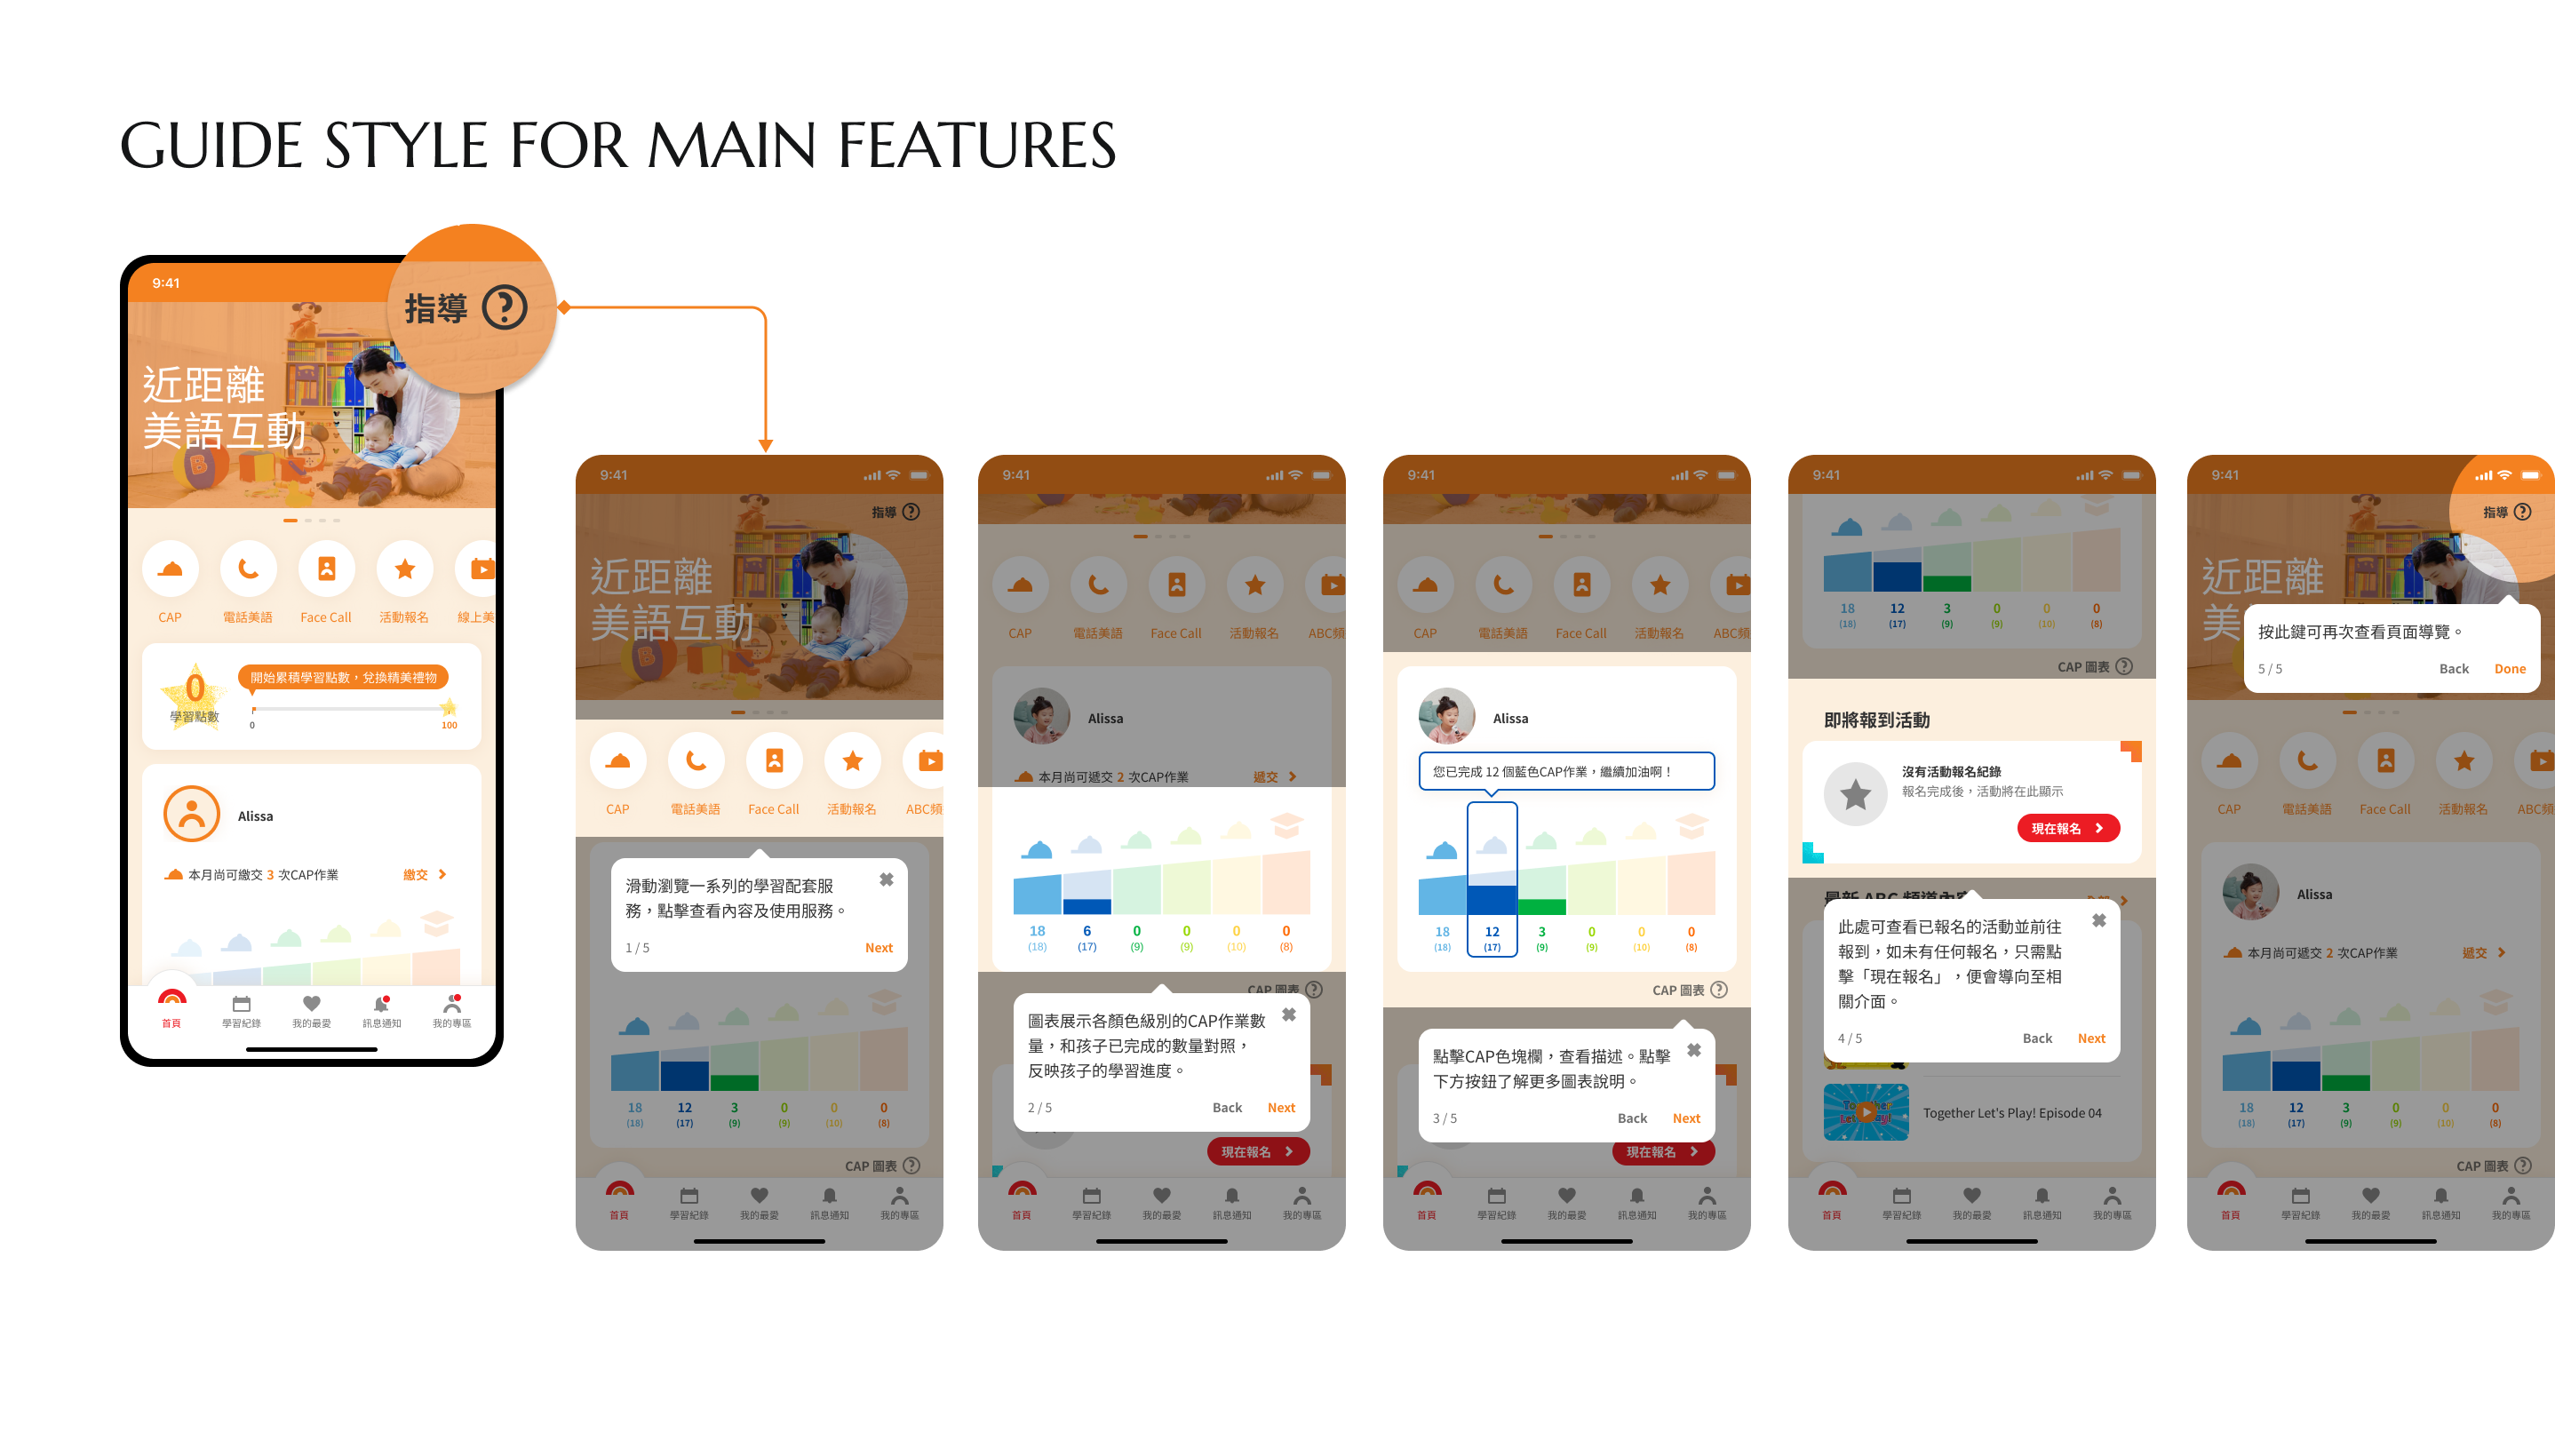 GUIDE STYLE FOR MAIN FEATURES
指導
9:41
近距離
美語互動
CAP 電話美語 Face Call 活動報名 線上美
開始累積學習點數，兌換精美禮物
0
學習點數
0 100
Alissa
本月尚可繳交 3 次CAP作業 繳交
首頁 學習紀錄 我的最愛 訊息通知 我的專區
9:41
指導
近距離
美語互動
CAP 電話美語 Face Call 活動報名 ABC頻
滑動瀏覽一系列的學習配套服
務，點擊查看內容及使用服務。
1 / 5 Next
18 12 3 0 0 0
(18) (17) (9) (9) (10) (8)
CAP 圖表
首頁 學習紀錄 我的最愛 訊息通知 我的專區
9:41
CAP 電話美語 Face Call 活動報名 ABC頻
Alissa
本月尚可遞交 2 次CAP作業 遞交
18 6 0 0 0 0
(18) (17) (9) (9) (10) (8)
CAP 圖表
圖表展示各顏色級別的CAP作業數
量，和孩子已完成的數量對照，
反映孩子的學習進度。
2 / 5 Back Next
現在報名
首頁 學習紀錄 我的最愛 訊息通知 我的專區
9:41
CAP 電話美語 Face Call 活動報名 ABC頻
Alissa
您已完成 12 個藍色CAP作業，繼續加油啊！
18 12 3 0 0 0
(18) (17) (9) (9) (10) (8)
CAP 圖表
點擊CAP色塊欄，查看描述。點擊
下方按鈕了解更多圖表說明。
3 / 5 Back Next
現在報名
首頁 學習紀錄 我的最愛 訊息通知 我的專區
9:41
18 12 3 0 0 0
(18) (17) (9) (9) (10) (8)
CAP 圖表
即將報到活動
沒有活動報名紀錄
報名完成後，活動將在此顯示
現在報名
最新 ABC 頻道內容
此處可查看已報名的活動並前往
報到，如未有任何報名，只需點
擊「現在報名」，便會導向至相
關介面。
4 / 5 Back Next
Together Let's Play! Episode 04
首頁 學習紀錄 我的最愛 訊息通知 我的專區
9:41
指導
近距離
美
按此鍵可再次查看頁面導覽。
5 / 5 Back Done
CAP 電話美語 Face Call 活動報名 ABC頻
Alissa
本月尚可遞交 2 次CAP作業 遞交
18 12 3 0 0 0
(18) (17) (9) (9) (10) (8)
CAP 圖表
首頁 學習紀錄 我的最愛 訊息通知 我的專區